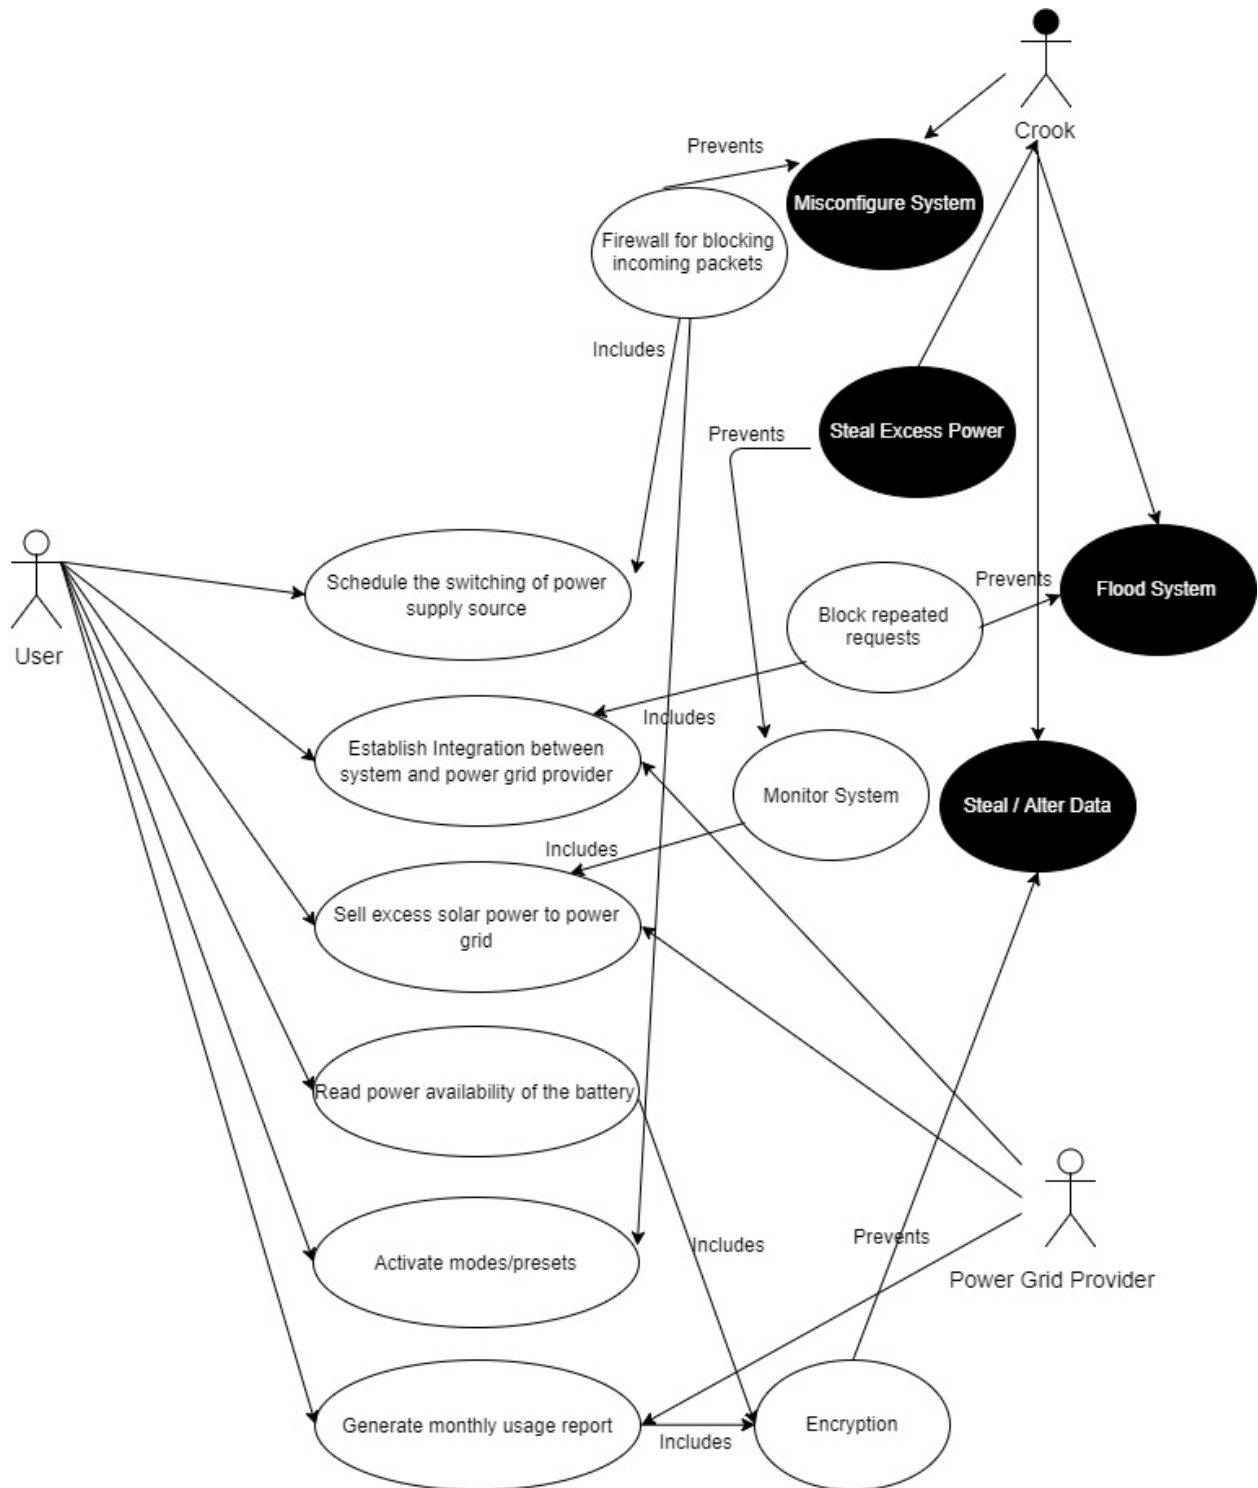 Crook
Prevents
Misconfigure System
Firewall for blocking
incoming packets
Includes
Steal Excess Power
Prevents
Schedule the switching of power
supply source
User
Prevents
Flood System
Block repeated
requests
Includes
Establish Integration between
system and power grid provider
Monitor System
Steal / Alter Data
Includes
Sell excess solar power to power
grid
Read power availability of the battery
Includes
Prevents
Activate modes/presets
Power Grid Provider
Generate monthly usage report
Includes
Encryption